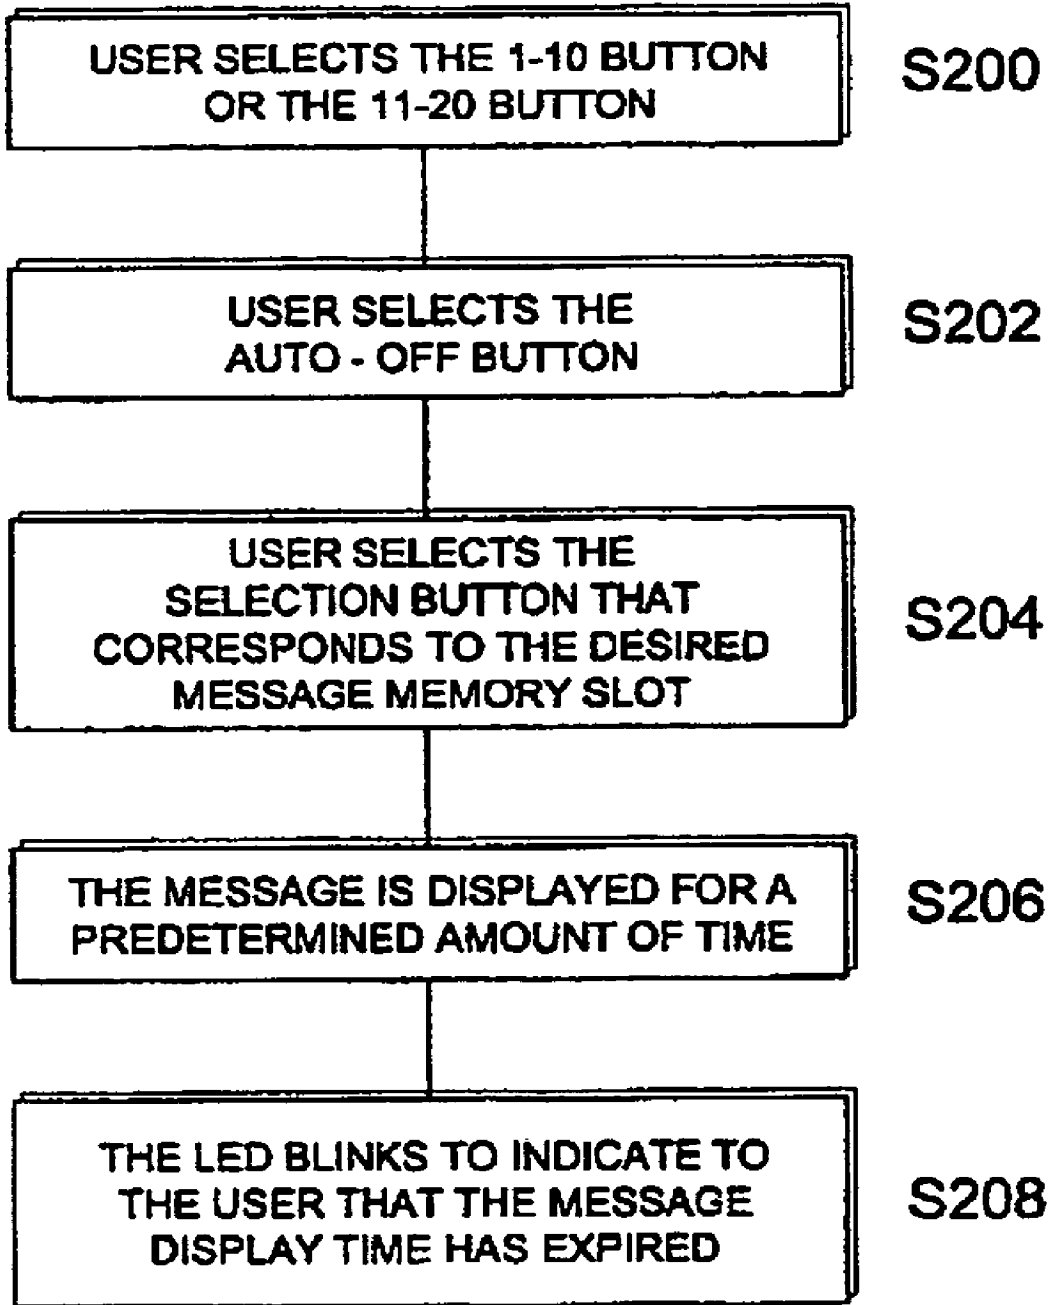 USER SELECTS THE 1-10 BUTTON
OR THE 11-20 BUTTON
S200
USER SELECTS THE
AUTO - OFF BUTTON
S202
USER SELECTS THE
SELECTION BUTTON THAT
CORRESPONDS TO THE DESIRED
MESSAGE MEMORY SLOT
S204
THE MESSAGE IS DISPLAYED FOR A
PREDETERMINED AMOUNT OF TIME
S206
THE LED BLINKS TO INDICATE TO
THE USER THAT THE MESSAGE
DISPLAY TIME HAS EXPIRED
S208